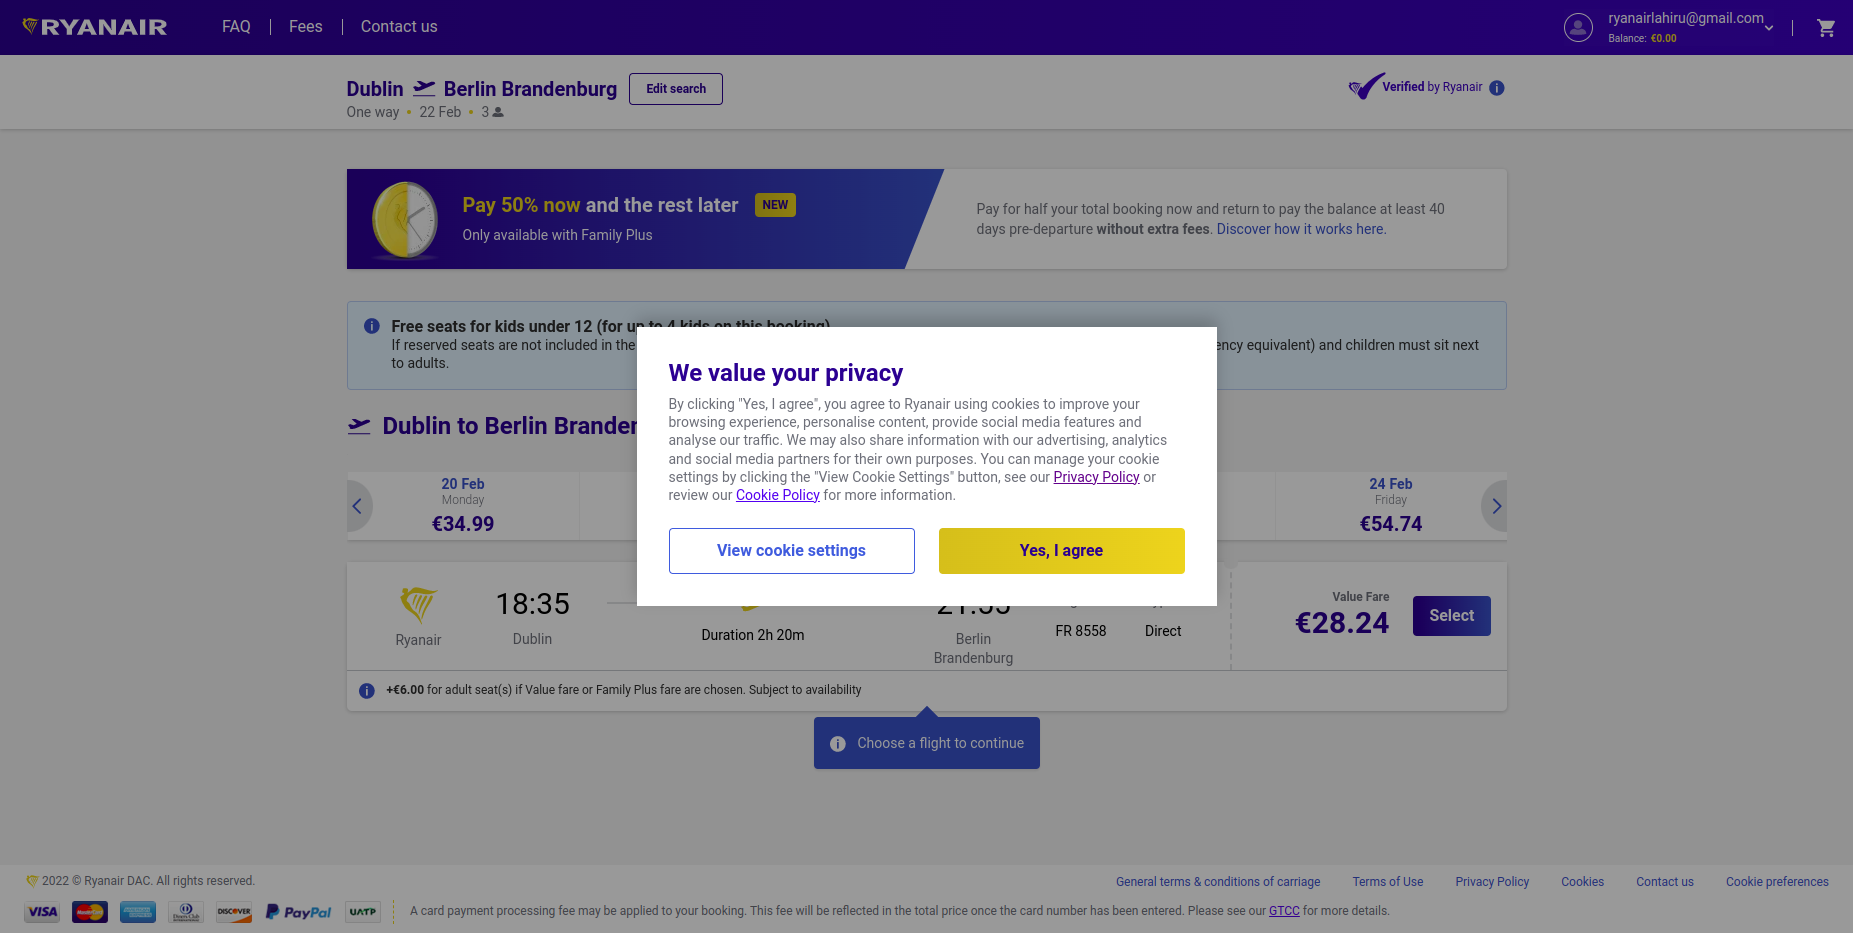 RYANAIR
FAQ
Fees
Contact us
ryanairlahiru@gmail.com
Balance: €0.00
Dublin Berlin Brandenburg
Edit search
One way • 22 Feb • 3
Verified by Ryanair
Pay 50% now and the rest later NEW
Only available with Family Plus
Pay for half your total booking now and return to pay the balance at least 40
days pre-departure without extra fees. Discover how it works here.
Free seats for kids under 12 (for up to 4 kids on this booking)
If reserved seats are not included in the
ency equivalent) and children must sit next
to adults.
We value your privacy
By clicking "Yes, I agree", you agree to Ryanair using cookies to improve your
browsing experience, personalise content, provide social media features and
analyse our traffic. We may also share information with our advertising, analytics
and social media partners for their own purposes. You can manage your cookie
settings by clicking the "View Cookie Settings" button, see our Privacy Policy or
review our Cookie Policy for more information.
View cookie settings
Yes, I agree
Dublin to Berlin Branden
20 Feb
Monday
€34.99
24 Feb
Friday
€54.74
Ryanair
18:35
Dublin
Duration 2h 20m
Berlin
Brandenburg
FR 8558
Direct
Value Fare
€28.24
Select
+€6.00 for adult seat(s) if Value fare or Family Plus fare are chosen. Subject to availability
Choose a flight to continue
2022 © Ryanair DAC. All rights reserved.
General terms & conditions of carriage
Terms of Use
Privacy Policy
Cookies
Contact us
Cookie preferences
VISA
MasterCard
Diners Club
DISCOVER
PayPal
UATP
A card payment processing fee may be applied to your booking. This fee will be reflected in the total price once the card number has been entered. Please see our GTCC for more details.